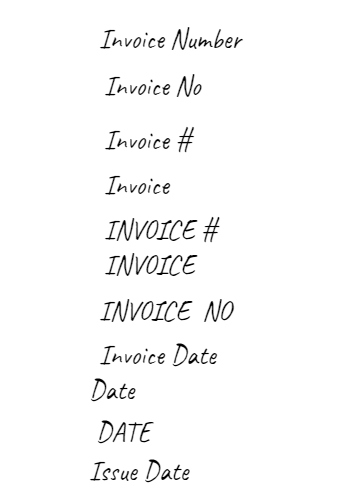 Invoice Number
Invoice No
Invoice #
Invoice
INVOICE #
INVOICE
INVOICE NO
Invoice Date
Date
DATE
Issue Date